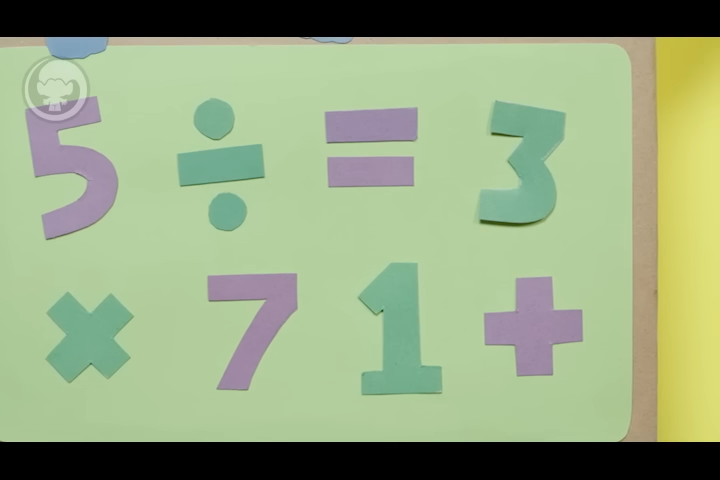 5 ÷ = 3
× 7 1 +